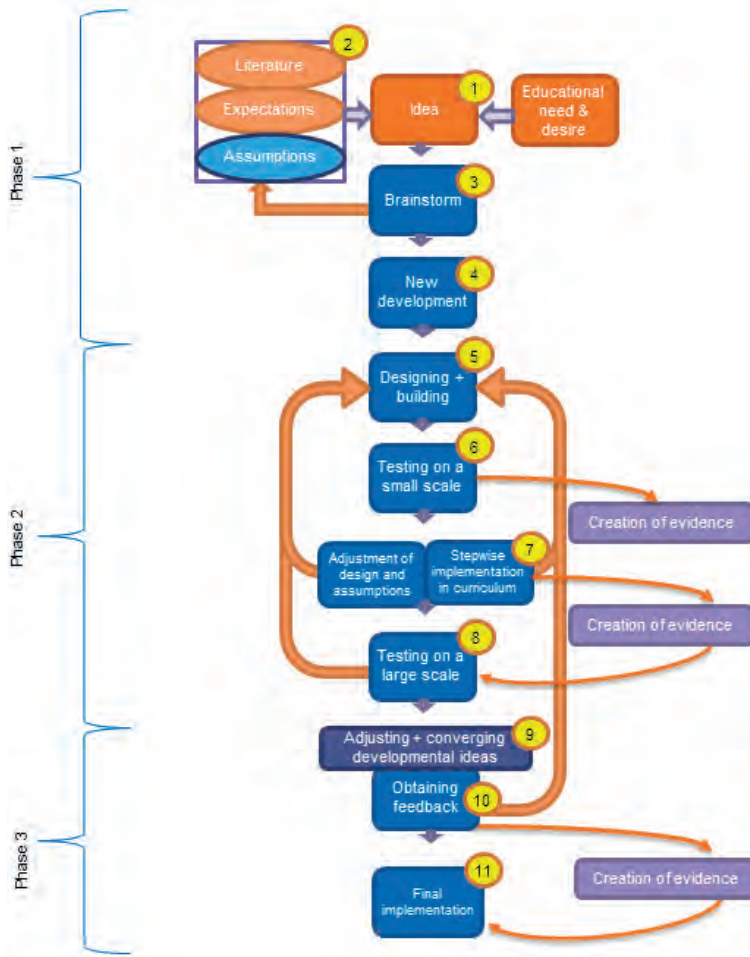 Phase 1
2
Literature
Expectations
Assumptions
1
Idea
Educational
need &
desire
3
Brainstorm
4
New
development
Phase 2
5
Designing +
building
6
Testing on a
small scale
Creation of evidence
Adjustment of
design and
assumptions
7
Stepwise
implementation
in curriculum
Creation of evidence
8
Testing on a
large scale
Phase 3
9
Adjusting + converging
developmental ideas
Obtaining
feedback
10
Creation of evidence
11
Final
implementation